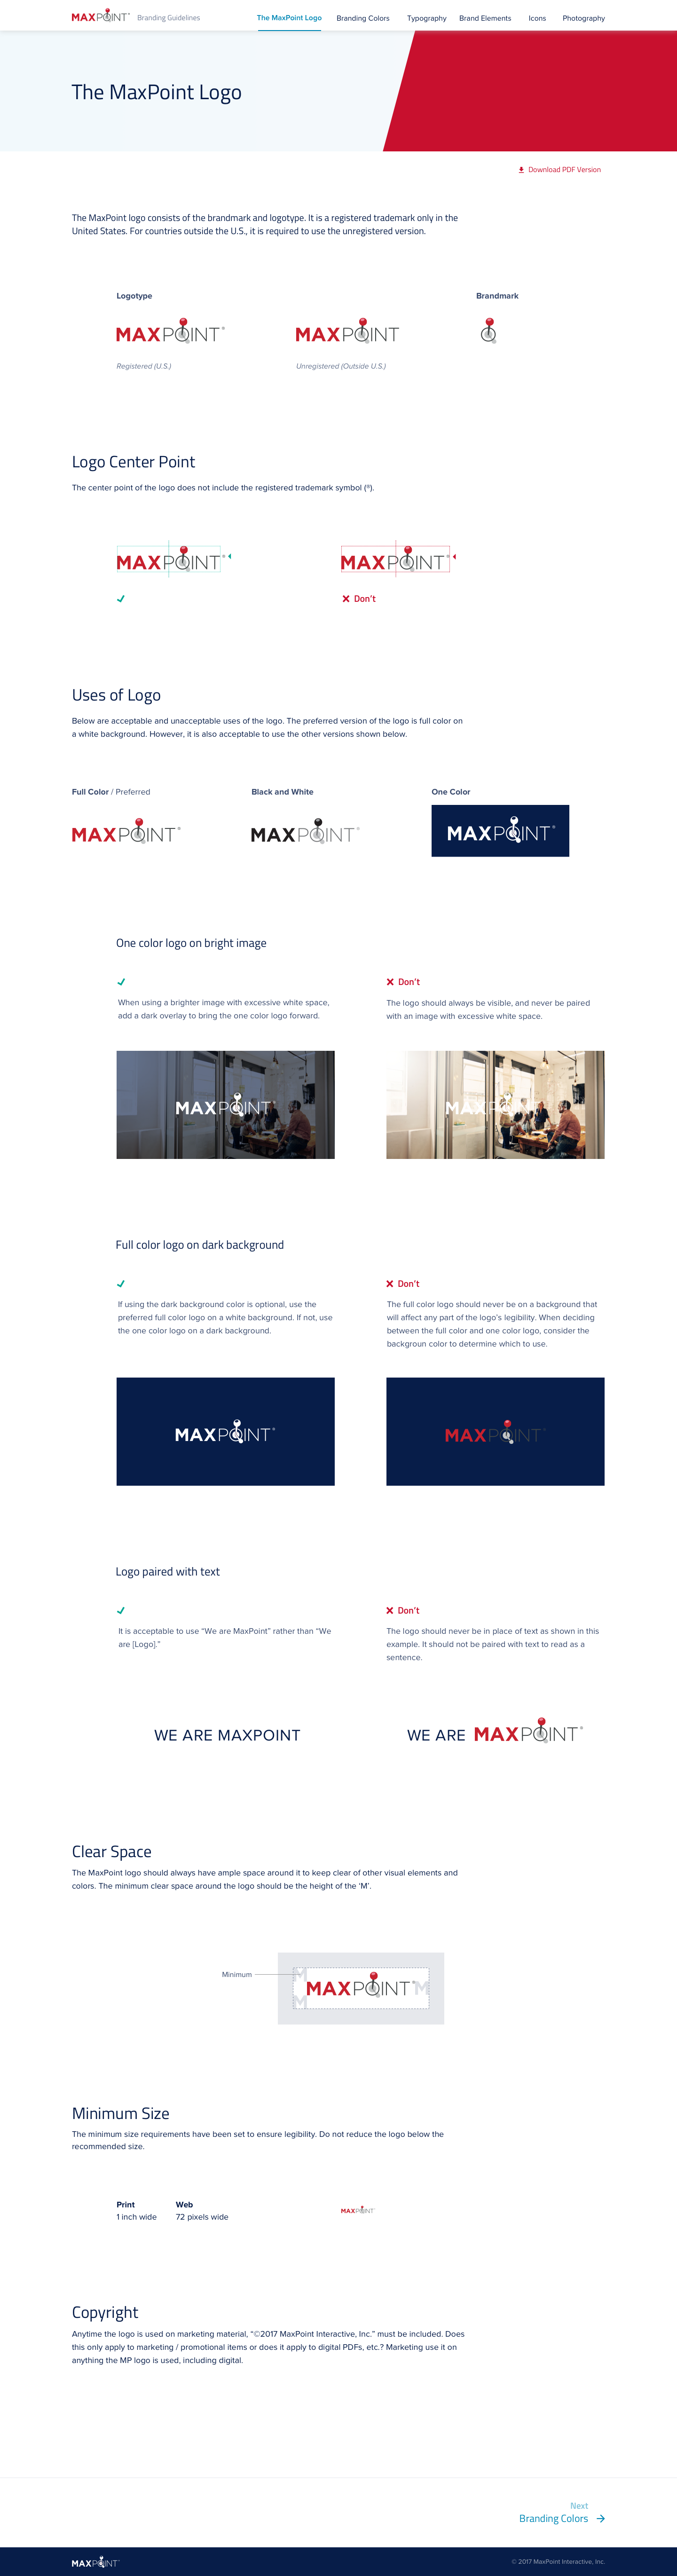 MAXPOINT® Branding Guidelines The MaxPoint Logo Branding Colors Typography Brand Elements Icons Photography
The MaxPoint Logo
Download PDF Version
The MaxPoint logo consists of the brandmark and logotype. It is a registered trademark only in the
United States. For countries outside the U.S., it is required to use the unregistered version.
Logotype Brandmark
MAXPOINT® MAXPOINT
Registered (U.S.) Unregistered (Outside U.S.)
Logo Center Point
The center point of the logo does not include the registered trademark symbol (®).
MAXPOINT® MAXPOINT®
Don't
Uses of Logo
Below are acceptable and unacceptable uses of the logo. The preferred version of the logo is full color on
a white background. However, it is also acceptable to use the other versions shown below.
Full Color / Preferred Black and White One Color
MAXPOINT® MAXPOINT® MAXPOINT®
One color logo on bright image
Don't
When using a brighter image with excessive white space,
add a dark overlay to bring the one color logo forward.
The logo should always be visible, and never be paired
with an image with excessive white space.
MAXPOINT® MAXPOINT
Full color logo on dark background
Don't
If using the dark background color is optional, use the
preferred full color logo on a white background. If not, use
the one color logo on a dark background.
The full color logo should never be on a background that
will affect any part of the logo's legibility. When deciding
between the full color and one color logo, consider the
backgroun color to determine which to use.
MAXPOINT® MAXPOINT®
Logo paired with text
Don't
It is acceptable to use “We are MaxPoint” rather than “We
are [Logo].”
The logo should never be in place of text as shown in this
example. It should not be paired with text to read as a
sentence.
WE ARE MAXPOINT WE ARE MAXPOINT®
Clear Space
The MaxPoint logo should always have ample space around it to keep clear of other visual elements and
colors. The minimum clear space around the logo should be the height of the ‘M’.
M
Minimum MAXPOINT® M
M
Minimum Size
The minimum size requirements have been set to ensure legibility. Do not reduce the logo below the
recommended size.
Print Web
1 inch wide 72 pixels wide MAXPOINT
Copyright
Anytime the logo is used on marketing material, “©2017 MaxPoint Interactive, Inc.” must be included. Does
this only apply to marketing / promotional items or does it apply to digital PDFs, etc.? Marketing use it on
anything the MP logo is used, including digital.
Next
Branding Colors
MAXPOINT © 2017 MaxPoint Interactive, Inc.